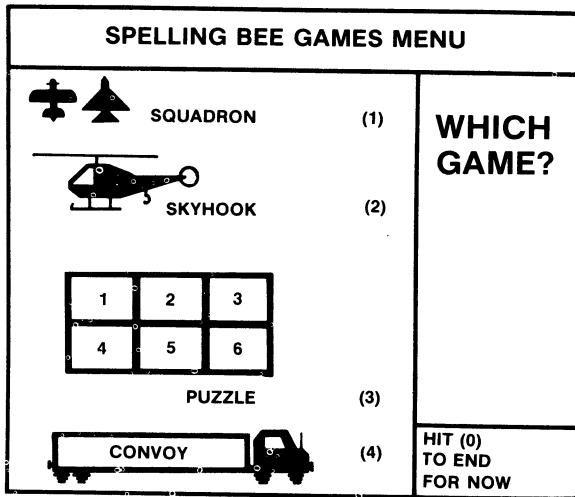 SPELLING BEE GAMES MENU
SQUADRON (1)
SKYHOOK (2)
1 2 3
4 5 6
PUZZLE (3)
CONVOY (4)
WHICH
GAME?
HIT (0)
TO END
FOR NOW